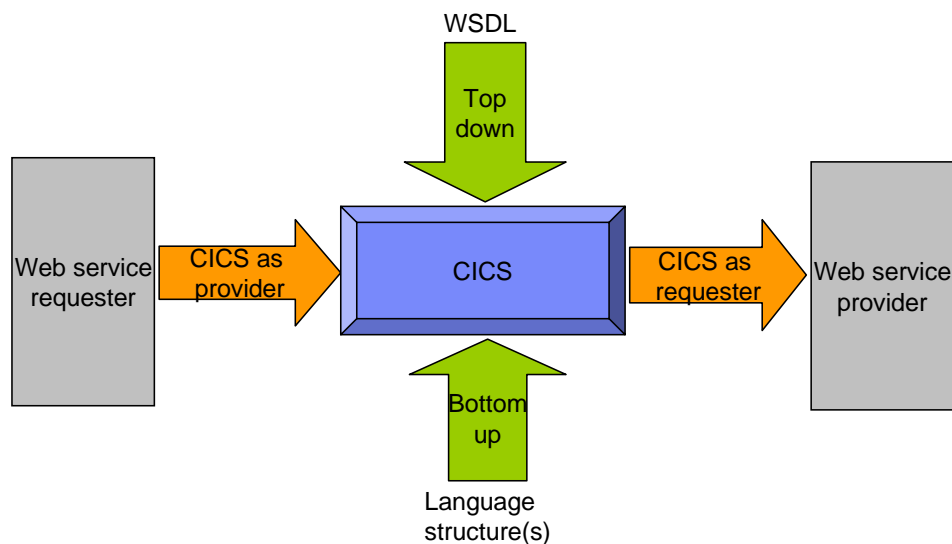 WSDL
Top
down
Web service
requester
CICS as
provider
CICS
CICS as
requester
Web service
provider
Bottom
up
Language
structure(s)